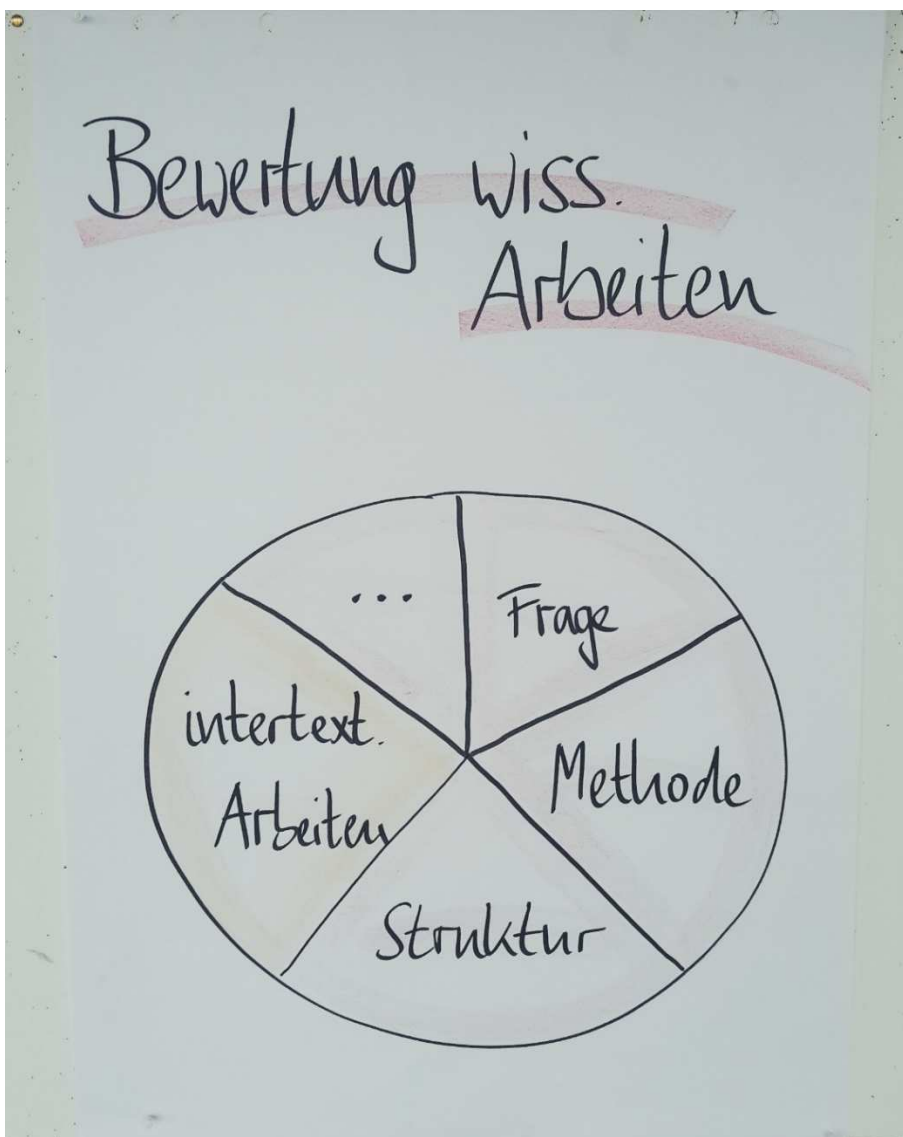 Bewertung wiss.
Arbeiten
...
Frage
intertext.
Arbeiten
Methode
Struktur